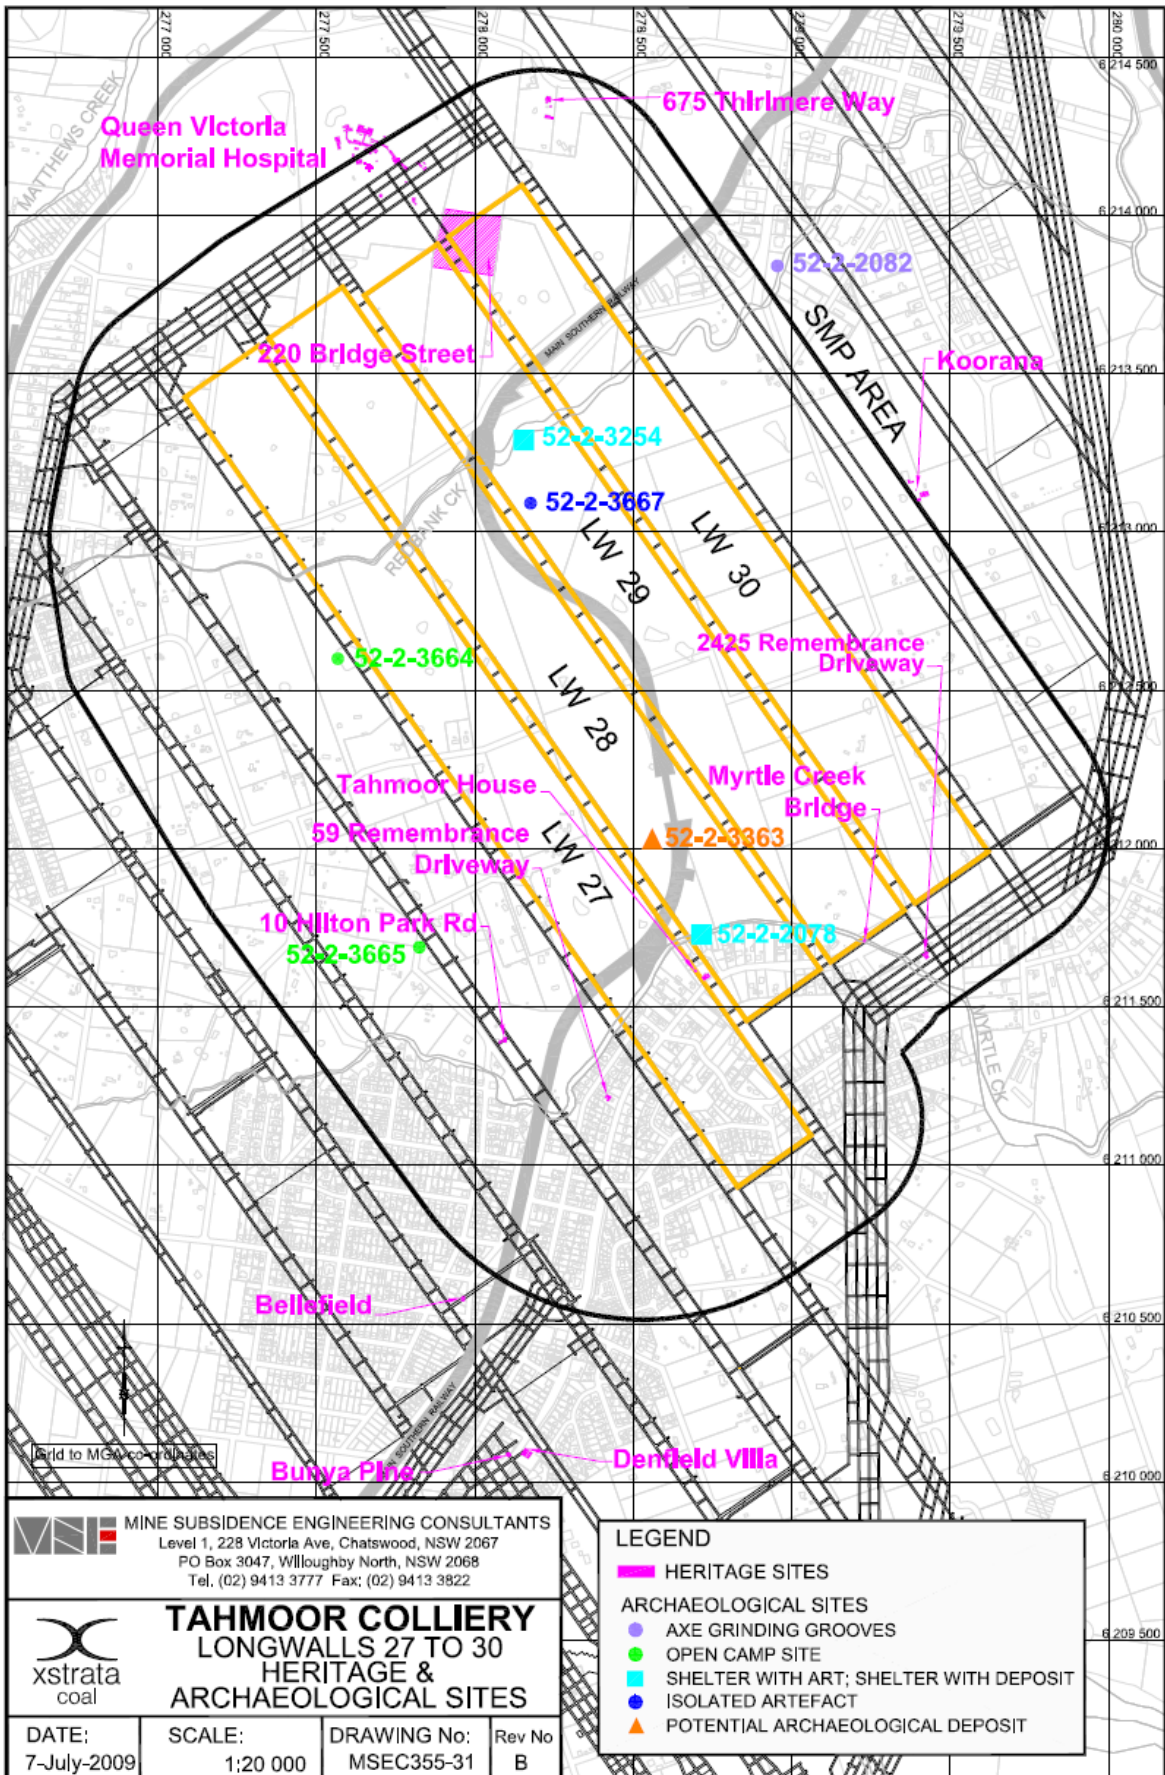 277 000
277 500
278 000
278 500
279 500
280 000
6 214 500
MATTHEWS CREEK
675 Thirlmere Way
Queen Victoria
Memorial Hospital
6 214 000
52-2-2082
MAIN SOUTHERN RAILWAY
SMP AREA
220 Bridge Street
Koorana
6 213 500
52-2-3254
REDBANK CK
52-2-3667
LW 29
LW 30
6 213 000
2425 Remembrance
Driveway
52-2-3664
6 212 500
LW 28
Tahmoor House
Myrtle Creek
Bridge
59 Remembrance
Driveway
52-2-3363
6 212 000
LW 27
10 Hilton Park Rd
52-2-3665
52-2-2078
6 211 500
MYRTLE CK
6 211 000
Bellefield
6 210 500
SOUTHERN RAILWAY
Grid to MGA co-ordinates
Bunya Pine
Denfield Villa
6 210 000
6 209 500
MSEC
MINE SUBSIDENCE ENGINEERING CONSULTANTS
Level 1, 228 Victoria Ave, Chatswood, NSW 2067
PO Box 3047, Willoughby North, NSW 2068
Tel. (02) 9413 3777 Fax: (02) 9413 3822
xstrata
coal
TAHMOOR COLLIERY
LONGWALLS 27 TO 30
HERITAGE &
ARCHAEOLOGICAL SITES
DATE:
7-July-2009
SCALE:
1:20 000
DRAWING No:
MSEC355-31
Rev No
B
LEGEND
HERITAGE SITES
ARCHAEOLOGICAL SITES
AXE GRINDING GROOVES
OPEN CAMP SITE
SHELTER WITH ART; SHELTER WITH DEPOSIT
ISOLATED ARTEFACT
POTENTIAL ARCHAEOLOGICAL DEPOSIT